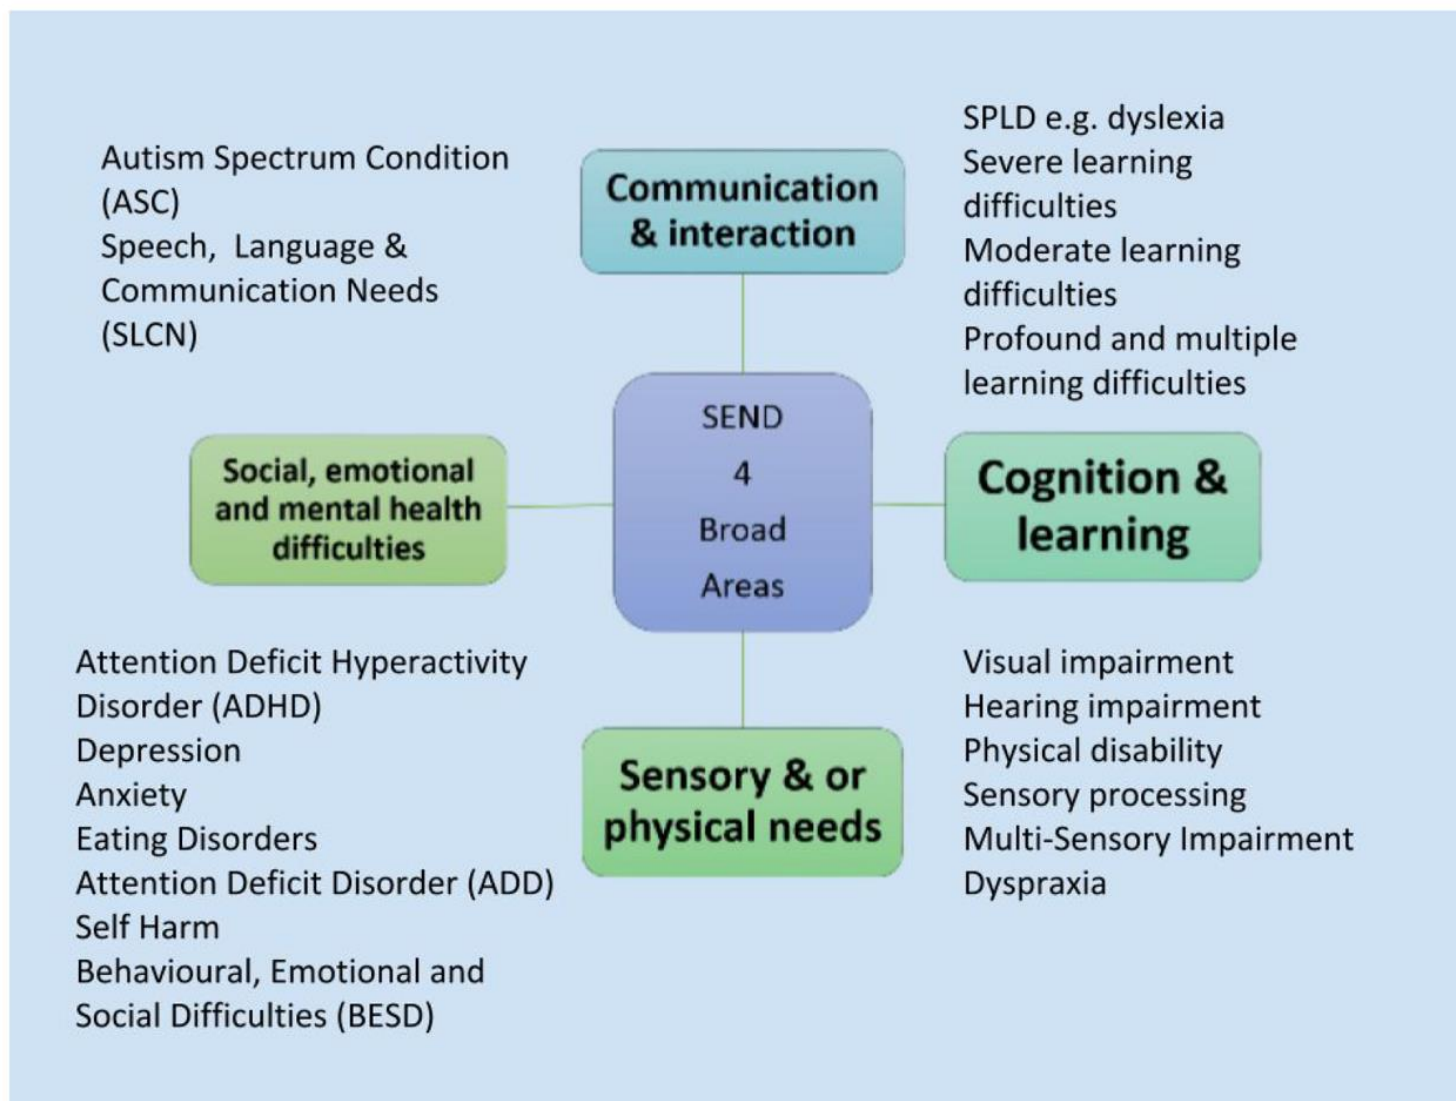 Autism Spectrum Condition
(ASC)
Speech,  Language &
Communication Needs
(SLCN)
Communication
& interaction
SPLD e.g. dyslexia
Severe learning
difficulties
Moderate learning
difficulties
Profound and multiple
learning difficulties
Social, emotional
and mental health
difficulties
SEND
4
Broad
Areas
Cognition &
learning
Attention Deficit Hyperactivity
Disorder (ADHD)
Depression
Anxiety
Eating Disorders
Attention Deficit Disorder (ADD)
Self Harm
Behavioural, Emotional and
Social Difficulties (BESD)
Sensory & or
physical needs
Visual impairment
Hearing impairment
Physical disability
Sensory processing
Multi-Sensory Impairment
Dyspraxia